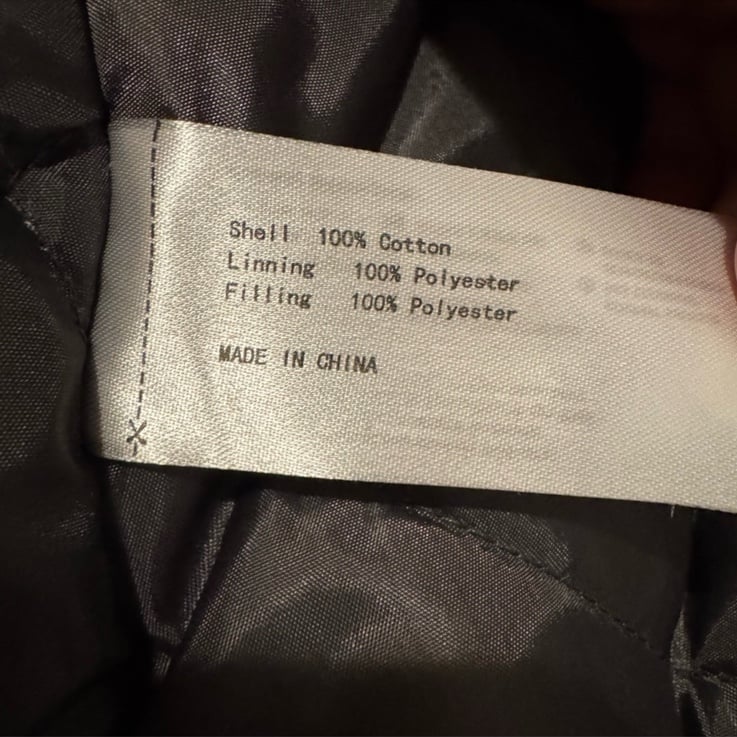 Shell 100% Cotton
Linning 100% Polyester
Filling 100% Polyester
MADE IN CHINA